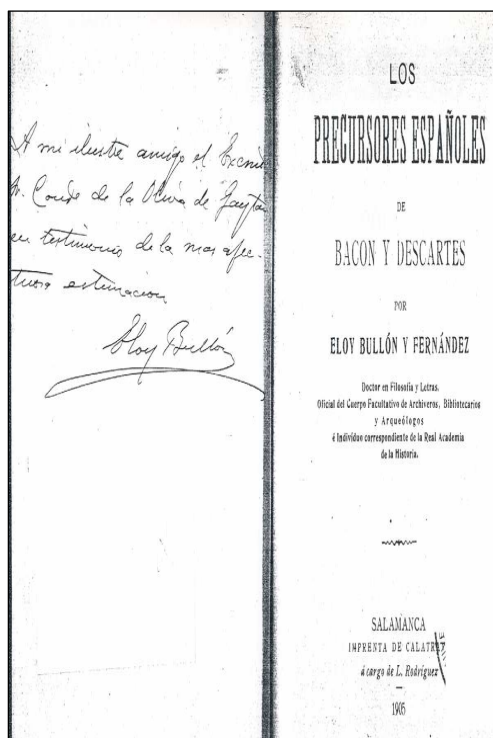 A mi ilustre amigo el Excmo
Sr. Conde de la Oliva de Gaytán
en testimonio de la mas afec-
tuosa estimacion
Eloy Bullón
LOS
PRECURSORES ESPAÑOLES
DE
BACON Y DESCARTES
POR
ELOY BULLÓN Y FERNÁNDEZ
Doctor en Filosofía y Letras.
Oficial del Cuerpo Facultativo de Archiveros, Bibliotecarios
y Arqueólogos
é Individuo correspondiente de la Real Academia
de la Historia.
SALAMANCA
IMPRENTA DE CALATRAVA
á cargo de L. Rodríguez
1905